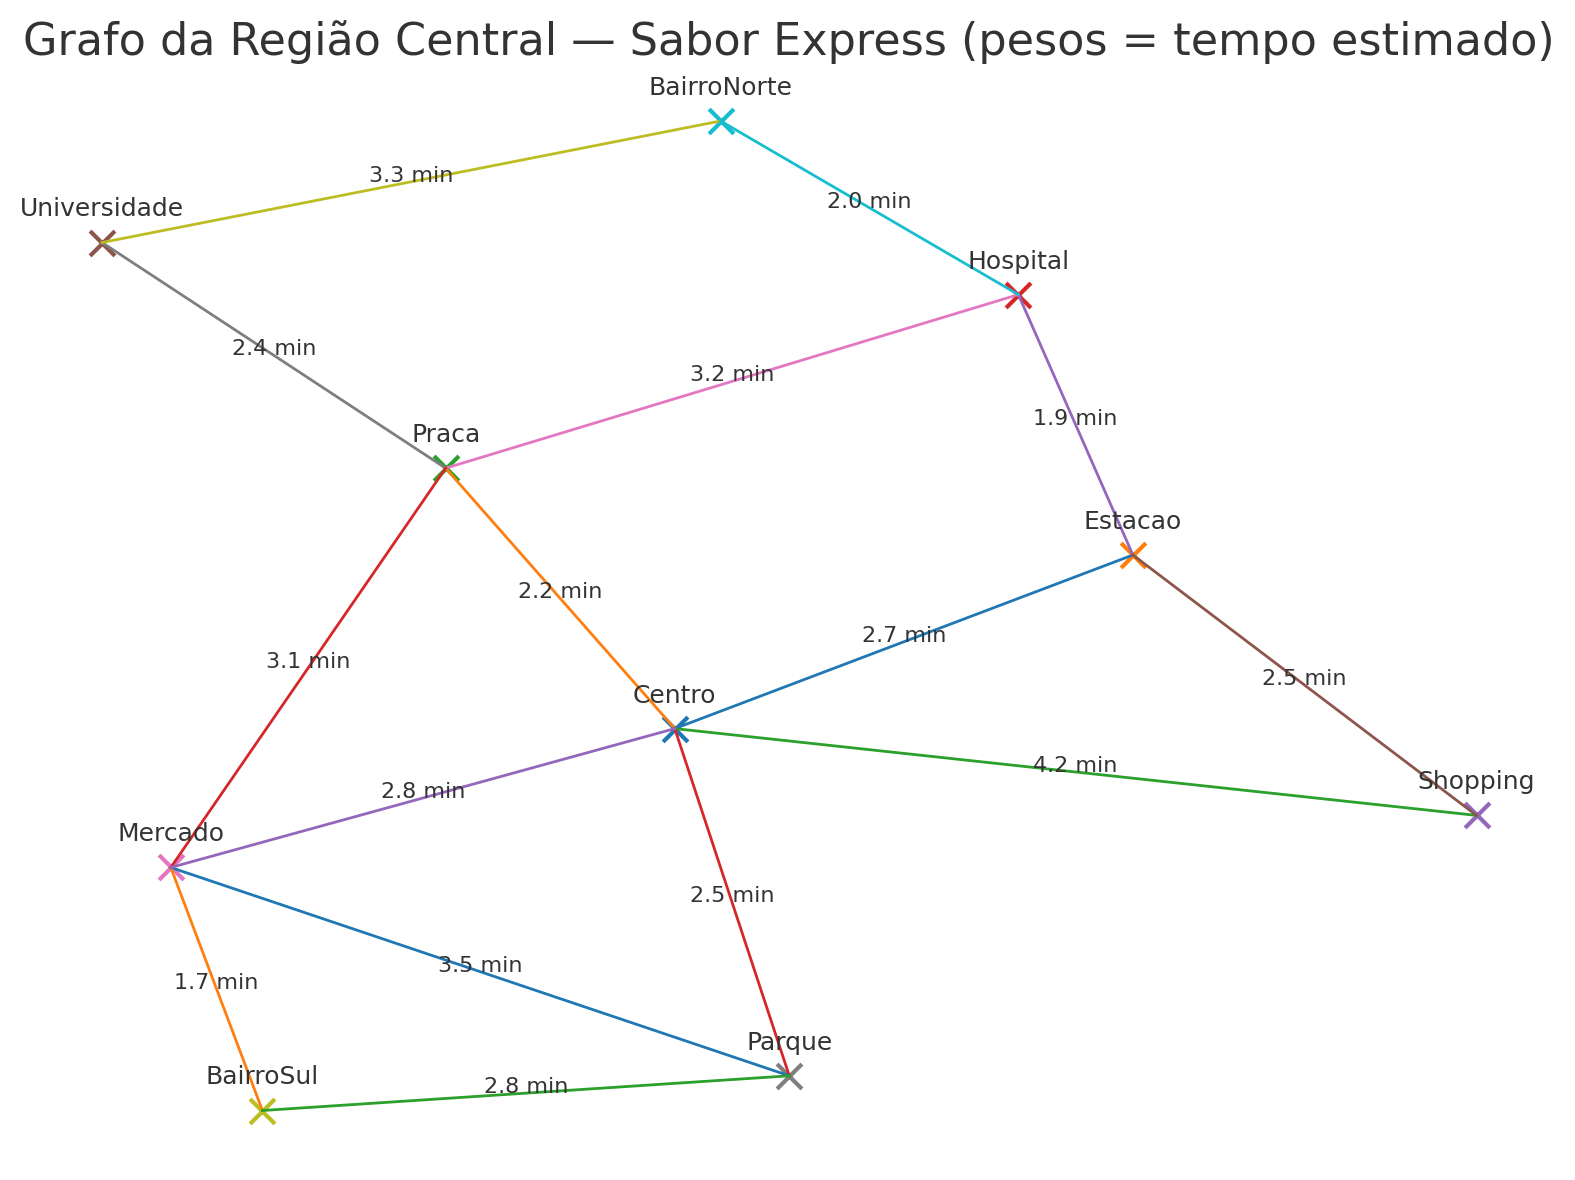 Grafo da Região Central — Sabor Express (pesos = tempo estimado)
BairroNorte
3.3 min
2.0 min
Universidade
Hospital
2.4 min
3.2 min
1.9 min
Praca
Estacao
2.2 min
2.7 min
3.1 min
2.5 min
Centro
4.2 min
Shopping
2.8 min
Mercado
2.5 min
3.5 min
1.7 min
Parque
BairroSul
2.8 min